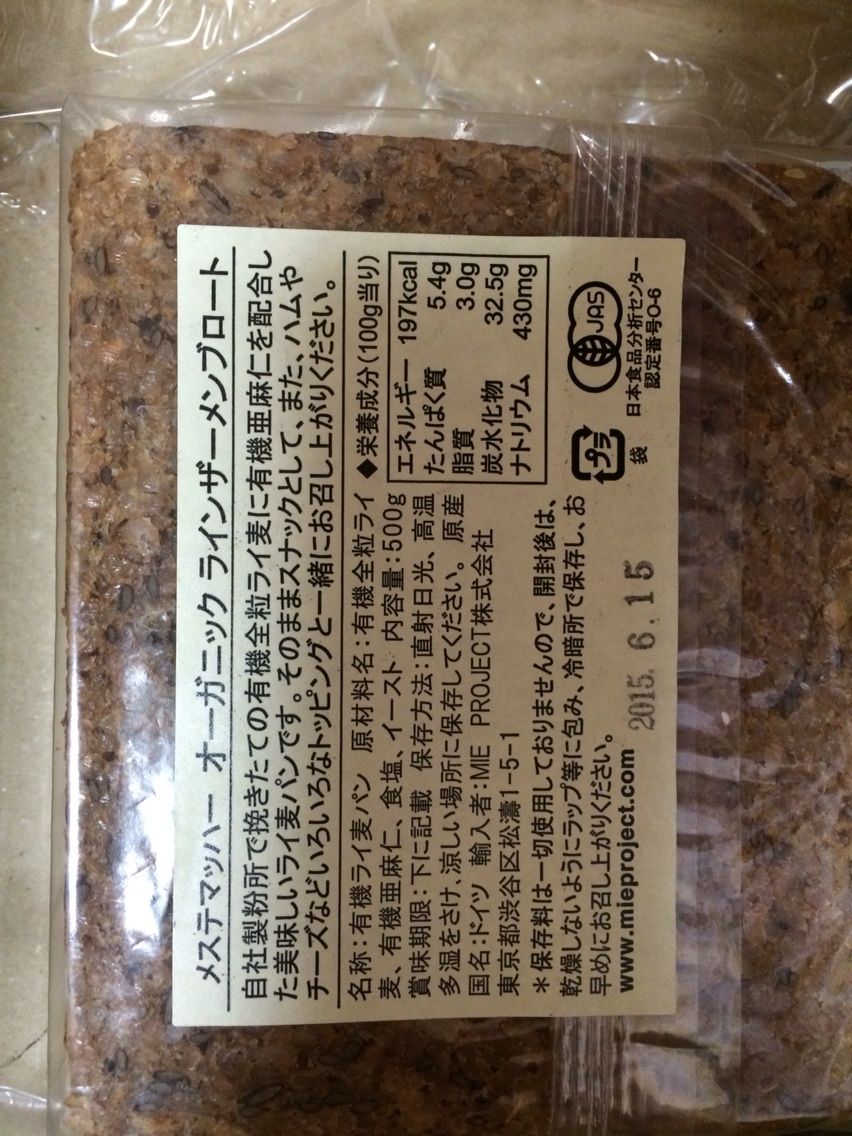 メステマッハー オーガニック ラインザーメンブロート
自社製粉所で挽きたての有機全粒ライ麦に有機亜麻仁を配合し
た美味しいライ麦パンです。そのままスナックとして、また、ハムや
チーズなどいろいろなトッピングと一緒にお召し上がりください。
名称:有機ライ麦パン 原材料名:有機全粒ライ
麦、有機亜麻仁、食塩、イースト 内容量:500g
賞味期限:下に記載 保存方法:直射日光、高温
多湿をさけ、涼しい場所に保存してください。 原産
国名:ドイツ 輸入者:MIE PROJECT株式会社
東京都渋谷区松濤1-5-1
*保存料は一切使用しておりませんので、開封後は、
乾燥しないようにラップ等に包み、冷暗所で保存し、お
早めにお召し上がりください。
www.mieproject.com
2015. 6.15
◆栄養成分(100g当り)
エネルギー 197kcal
たんぱく質 5.4g
脂質 3.0g
炭水化物 32.5g
ナトリウム 430mg
プラ
袋
JAS
日本食品分析センター
認定番号O-6